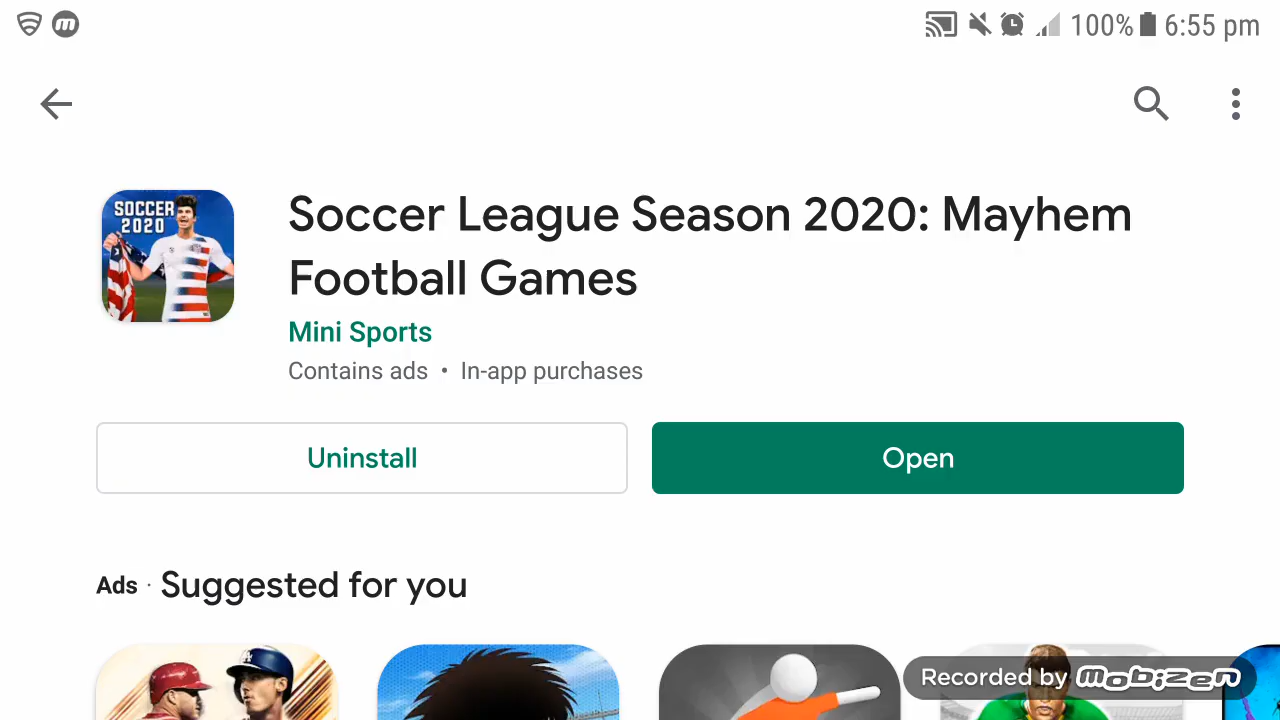 100% 6:55 pm
SOCCER
2020
Soccer League Season 2020: Mayhem
Football Games
Mini Sports
Contains ads • In-app purchases
Uninstall
Open
Ads · Suggested for you
Recorded by mobizen